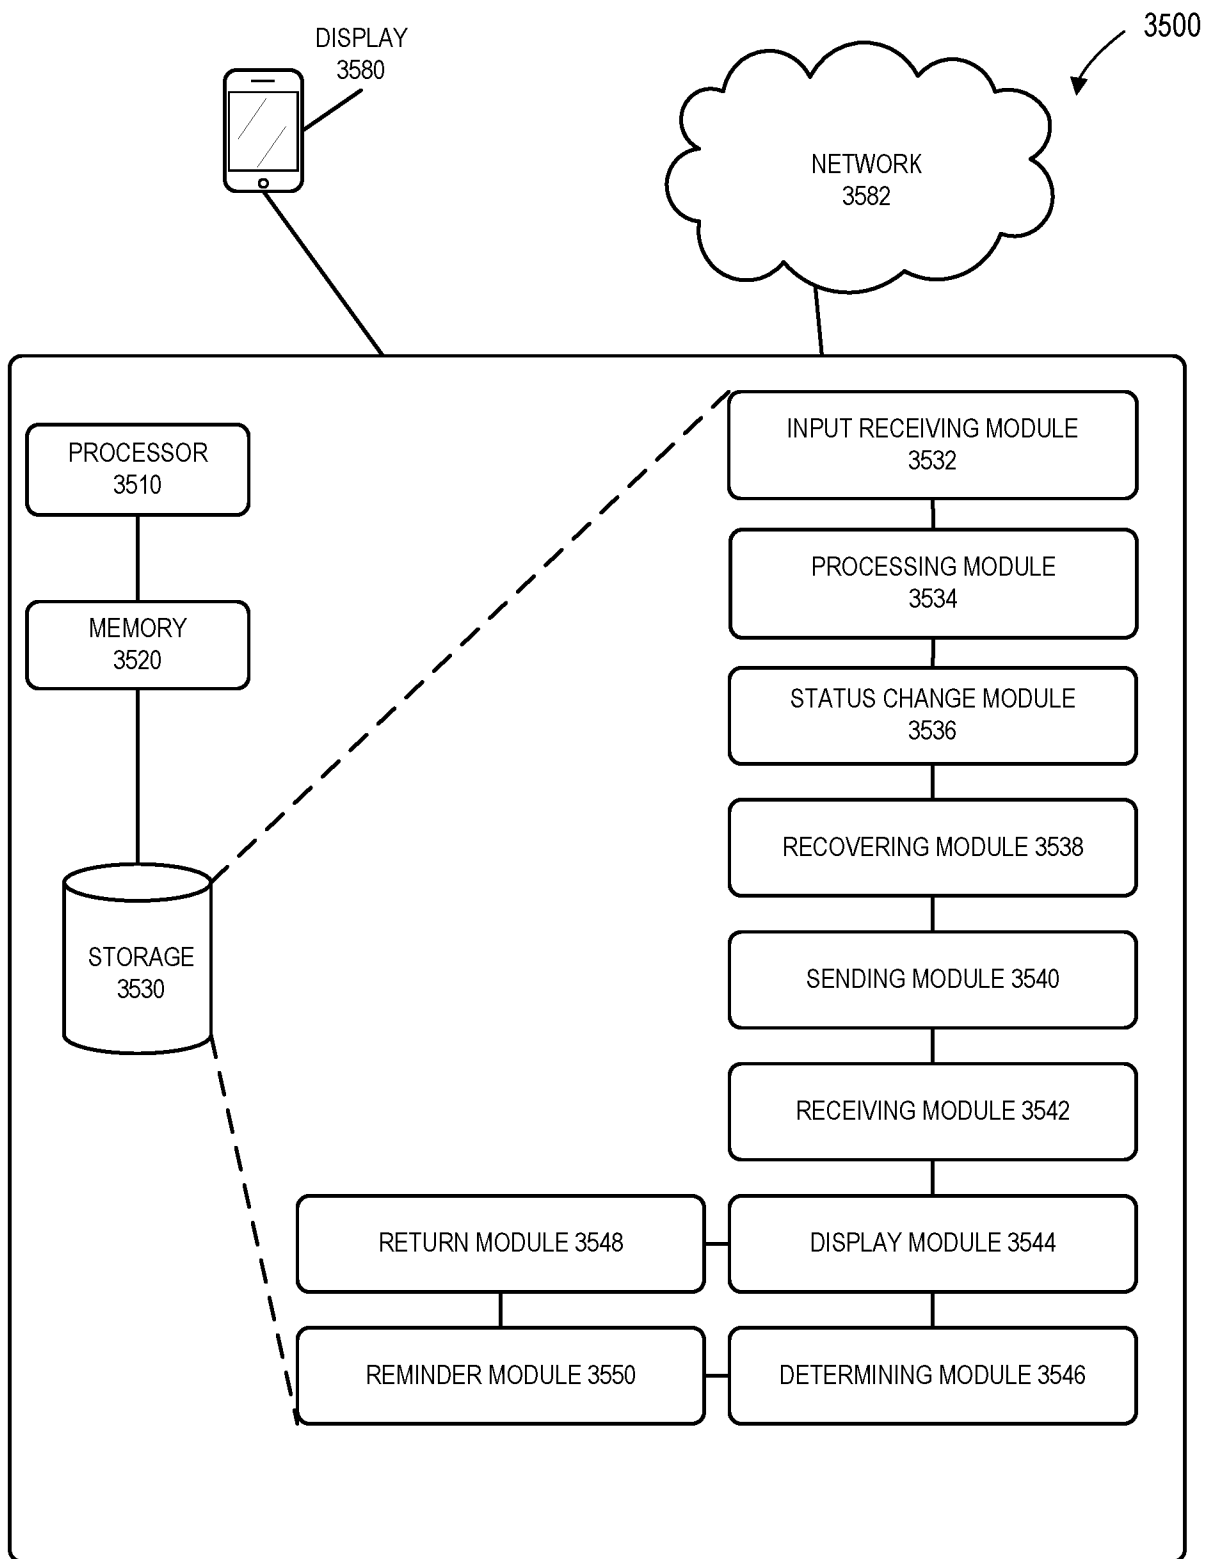 3500
DISPLAY
3580
NETWORK
3582
PROCESSOR
3510
MEMORY
3520
STORAGE
3530
INPUT RECEIVING MODULE
3532
PROCESSING MODULE
3534
STATUS CHANGE MODULE
3536
RECOVERING MODULE 3538
SENDING MODULE 3540
RECEIVING MODULE 3542
RETURN MODULE 3548
DISPLAY MODULE 3544
REMINDER MODULE 3550
DETERMINING MODULE 3546